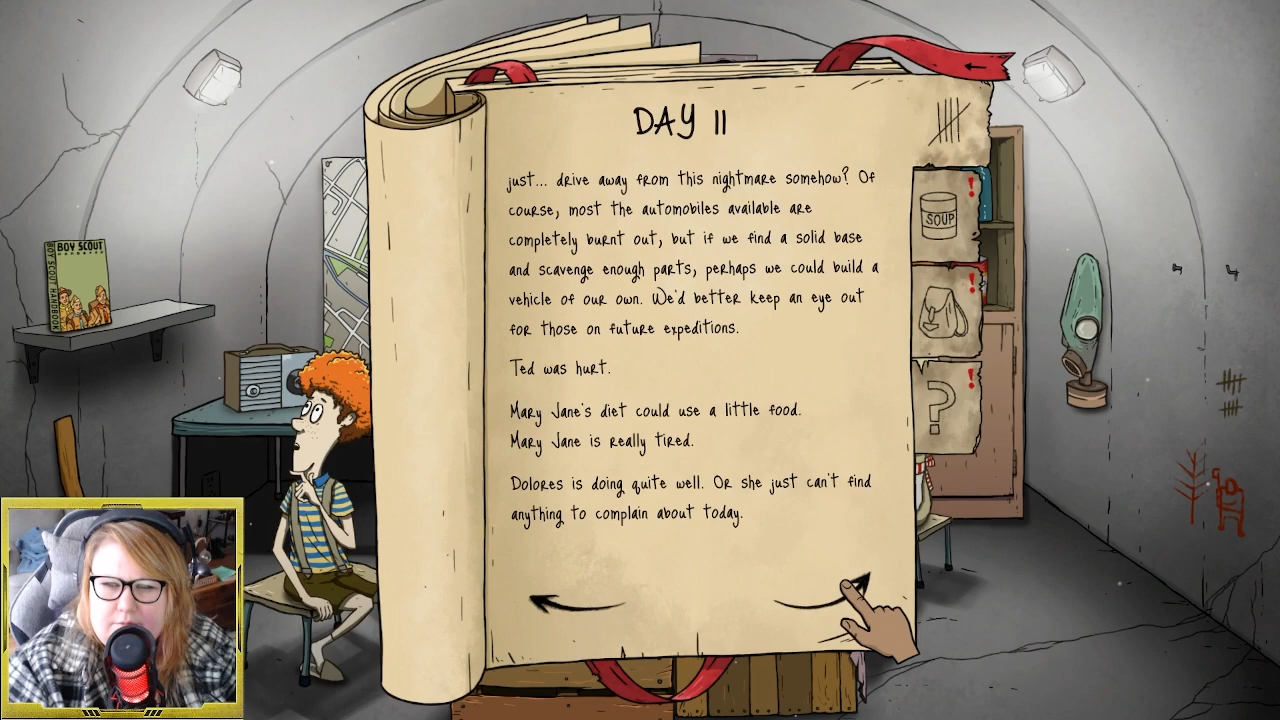 DAY 11
just... drive away from this nightmare somehow? Of
course, most the automobiles available are
completely burnt out, but if we find a solid base
and scavenge enough parts, perhaps we could build a
vehicle of our own. We'd better keep an eye out
for those on future expeditions.
Ted was hurt.
Mary Jane's diet could use a little food.
Mary Jane is really tired.
Dolores is doing quite well. Or she just can't find
anything to complain about today.
!
SOUP
!
!
?
BOY SCOUT
BOY SCOUT HANDBOOK